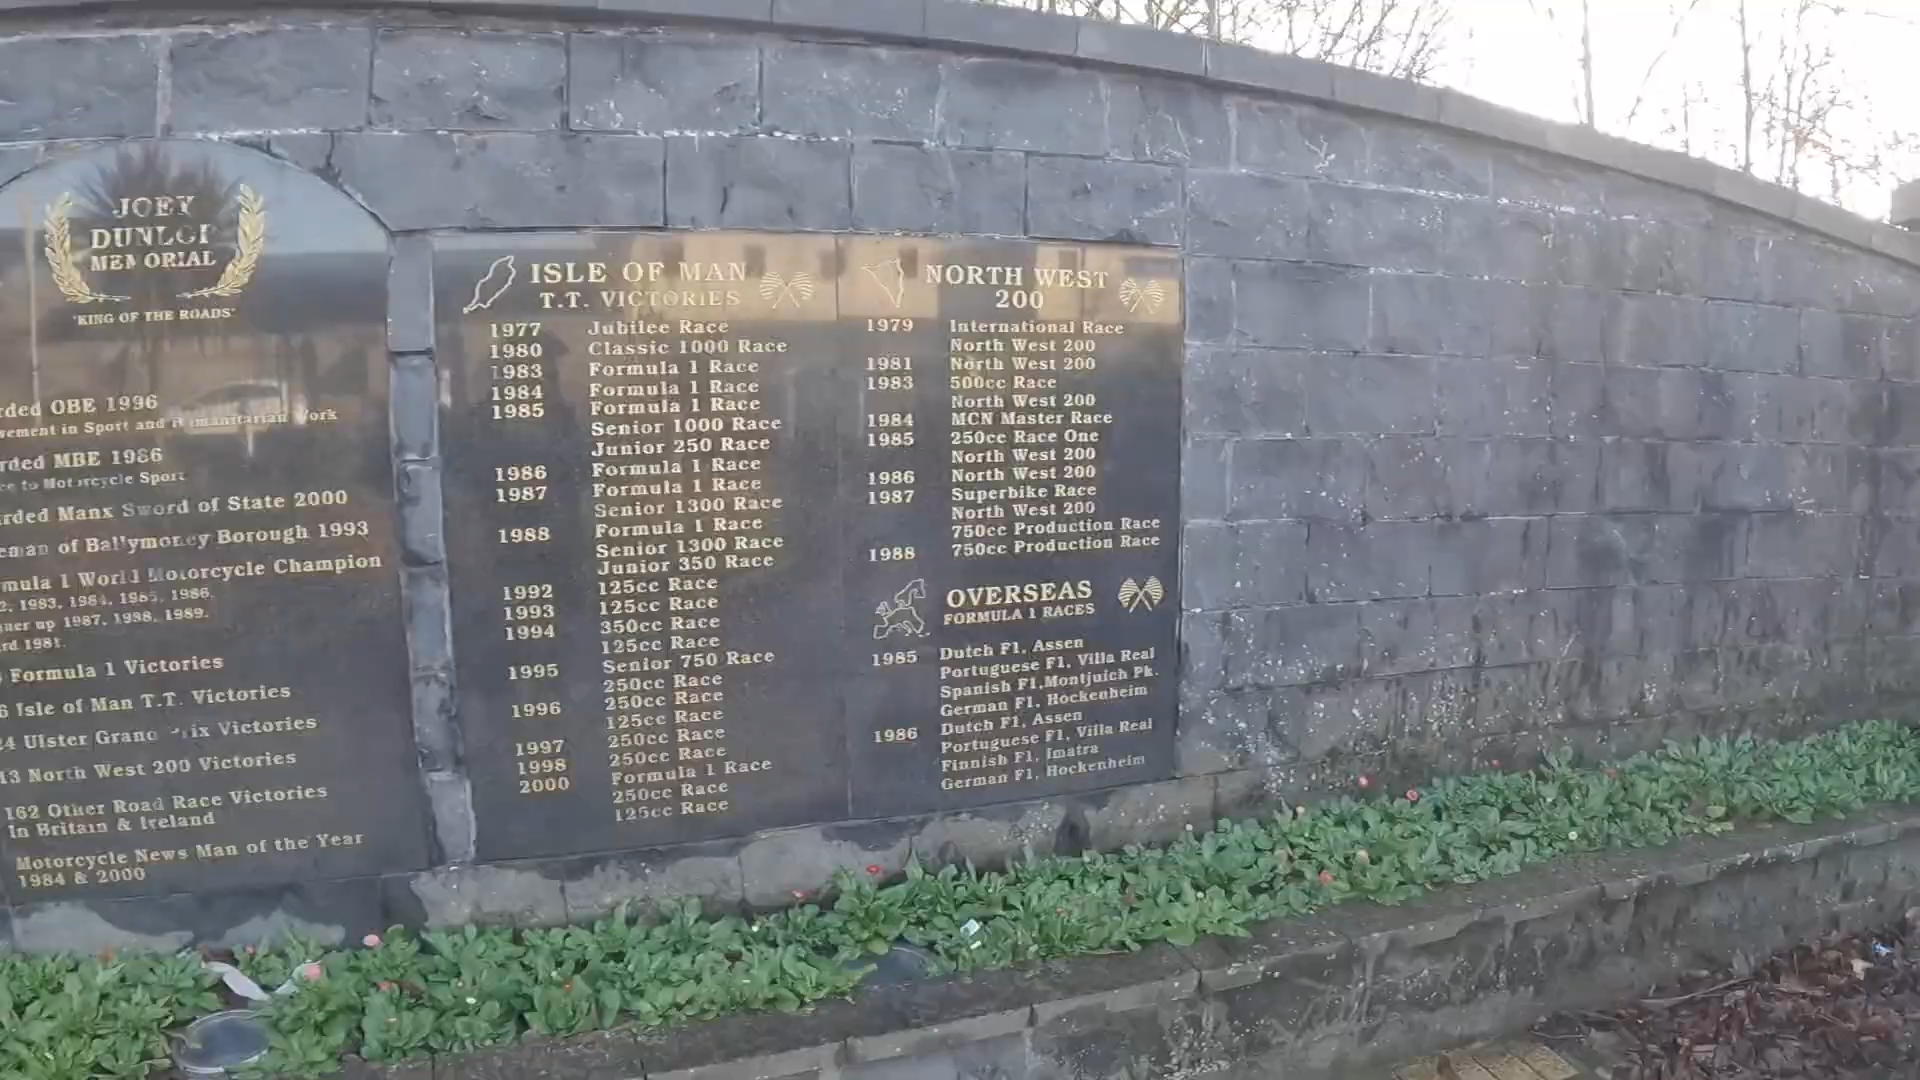 JOEY
DUNLOP
MEMORIAL
'KING OF THE ROADS'
rded OBE 1996
vement in Sport and Humanitarian Work
rded MBE 1986
ce to Motorcycle Sport
rded Manx Sword of State 2000
eman of Ballymoney Borough 1993
mula 1 World Motorcycle Champion
2, 1983, 1984, 1985, 1986.
ner up 1987, 1988, 1989.
rd 1981.
Formula 1 Victories
6 Isle of Man T.T. Victories
24 Ulster Grand Prix Victories
13 North West 200 Victories
162 Other Road Race Victories
In Britain & Ireland
Motorcycle News Man of the Year
1984 & 2000
ISLE OF MAN
T.T. VICTORIES
1977 Jubilee Race
1980 Classic 1000 Race
1983 Formula 1 Race
1984 Formula 1 Race
1985 Formula 1 Race
Senior 1000 Race
Junior 250 Race
1986 Formula 1 Race
1987 Formula 1 Race
Senior 1300 Race
1988 Formula 1 Race
Senior 1300 Race
Junior 350 Race
1992 125cc Race
1993 125cc Race
1994 350cc Race
125cc Race
1995 Senior 750 Race
250cc Race
1996 250cc Race
125cc Race
1997 250cc Race
1998 250cc Race
2000 Formula 1 Race
250cc Race
125cc Race
NORTH WEST
200
1979 International Race
North West 200
1981 North West 200
1983 500cc Race
North West 200
1984 MCN Master Race
1985 250cc Race One
North West 200
1986 North West 200
1987 Superbike Race
North West 200
750cc Production Race
1988 750cc Production Race
OVERSEAS
FORMULA 1 RACES
1985 Dutch F1, Assen
Portuguese F1, Villa Real
Spanish F1,Montjuich Pk.
German F1, Hockenheim
1986 Dutch F1, Assen
Portuguese F1, Villa Real
Finnish F1, Imatra
German F1, Hockenheim